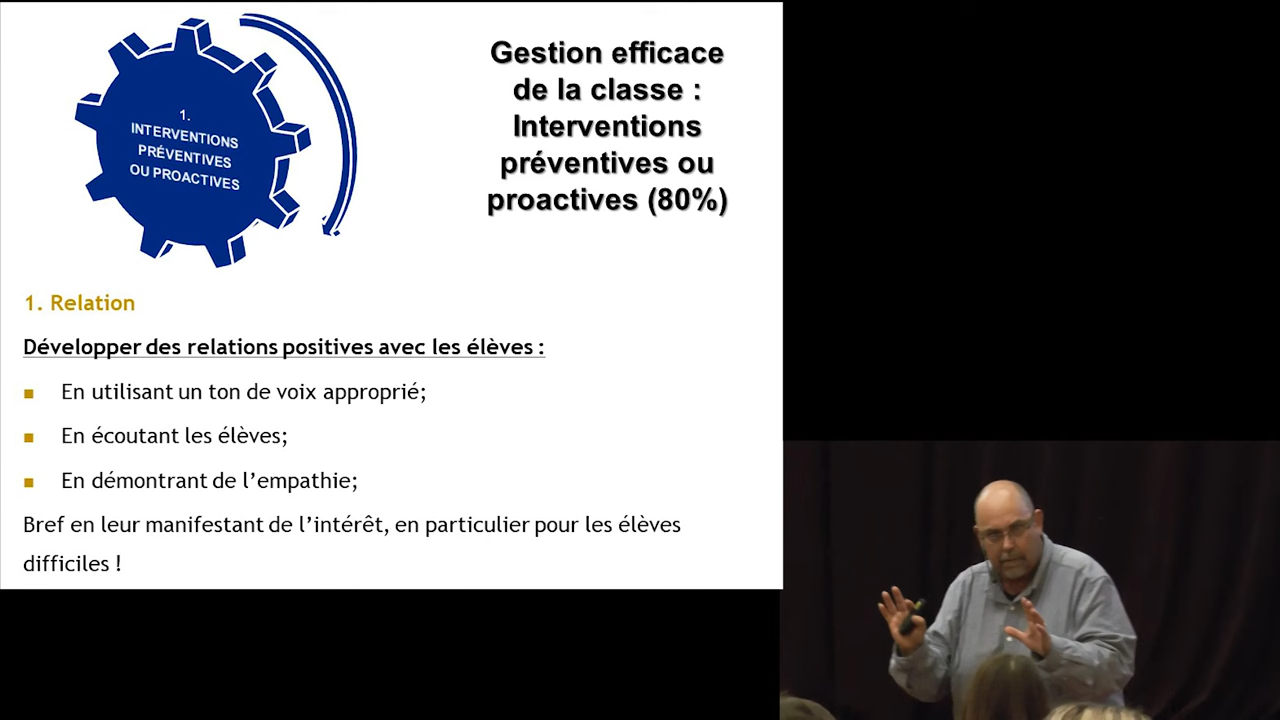 1.
INTERVENTIONS
PRÉVENTIVES
OU PROACTIVES
Gestion efficace
de la classe :
Interventions
préventives ou
proactives (80%)
1. Relation
Développer des relations positives avec les élèves :
En utilisant un ton de voix approprié;
En écoutant les élèves;
En démontrant de l’empathie;
Bref en leur manifestant de l’intérêt, en particulier pour les élèves
difficiles !